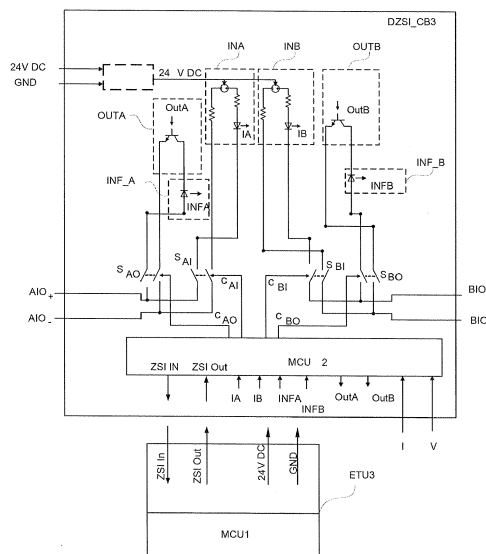 DZSI_CB3
INA
INB
OUTB
24V DC
GND
24 V DC
OutA
OUTA
OutB
IA
IB
INF_A
INFA
INFB
INF_B
S AO
S AI
C AI
C BI
S BI
S BO
AIO +
AIO -
C AO
C BO
BIO
BIO
MCU 2
ZSI IN
ZSI Out
IA
IB
INFA
INFB
OutA
OutB
I
V
ZSI In
ZSI Out
24V DC
GND
ETU3
MCU1